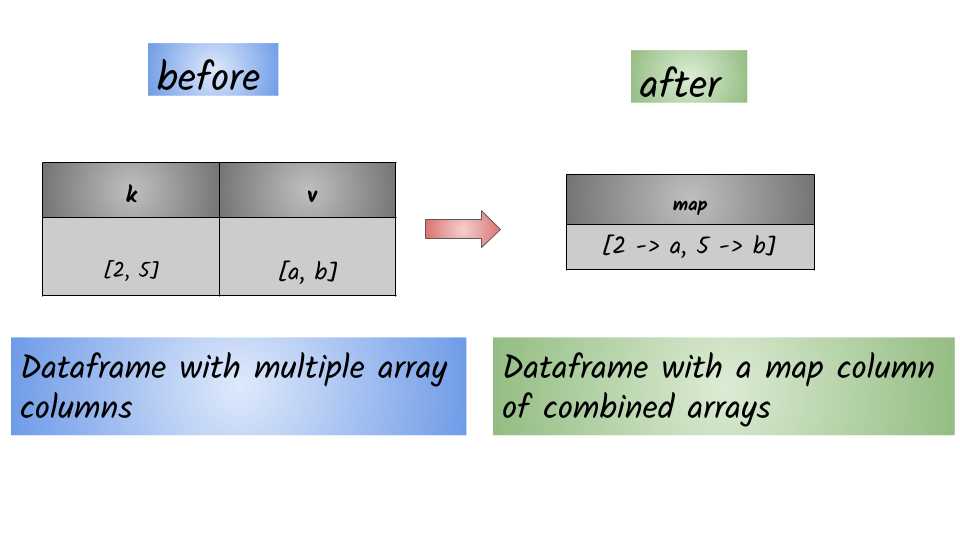 before
after
k
v
[2, 5]
[a, b]
map
[2 -> a, 5 -> b]
Dataframe with multiple array
columns
Dataframe with a map column
of combined arrays